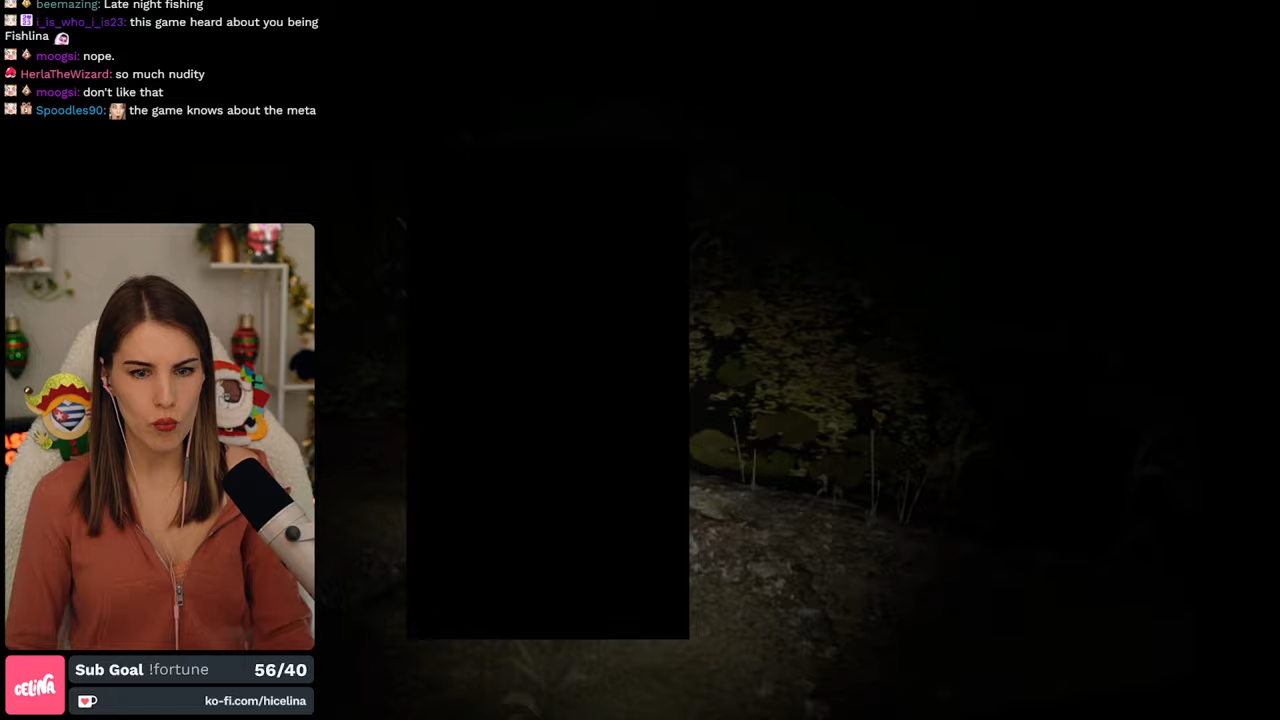 beemazing: Late night fishing
i_is_who_i_is23: this game heard about you being
Fishlina
moogsi: nope.
HerlaTheWizard: so much nudity
moogsi: don't like that
Spoodles90: the game knows about the meta
CELINA
Sub Goal !fortune 56/40
ko-fi.com/hicelina